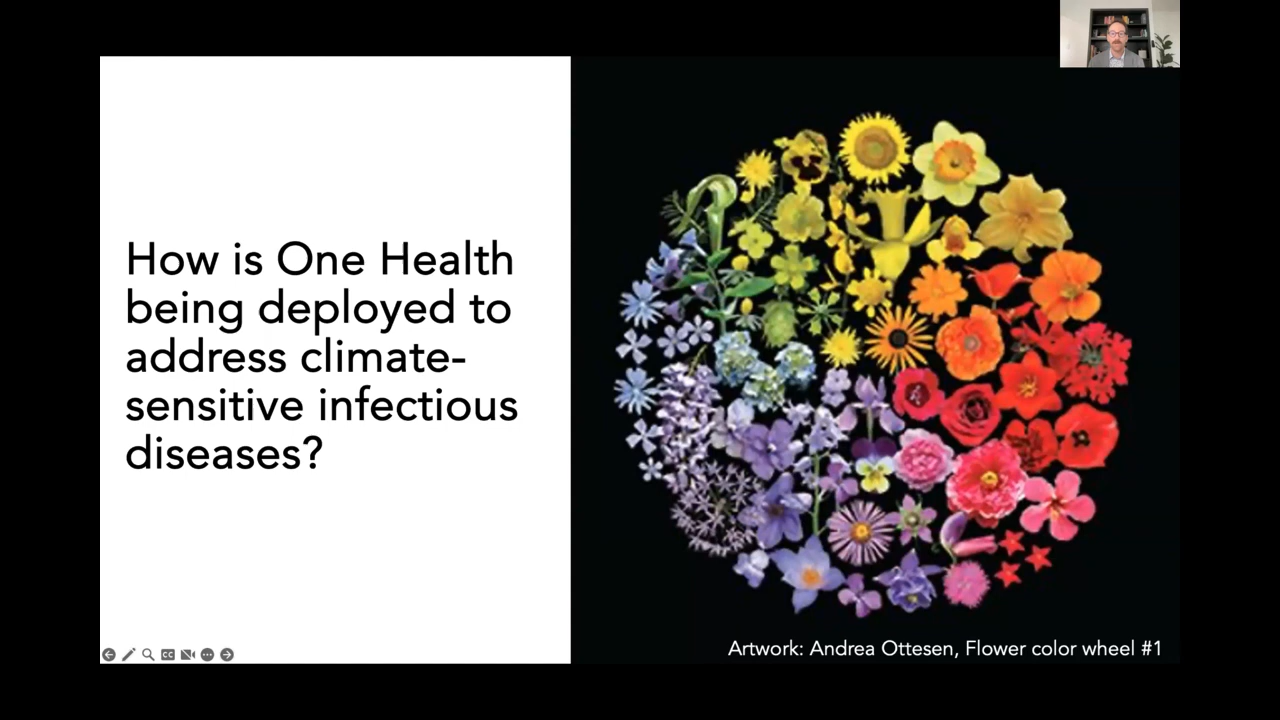 How is One Health
being deployed to
address climate-
sensitive infectious
diseases?
Artwork: Andrea Ottesen, Flower color wheel #1
CC